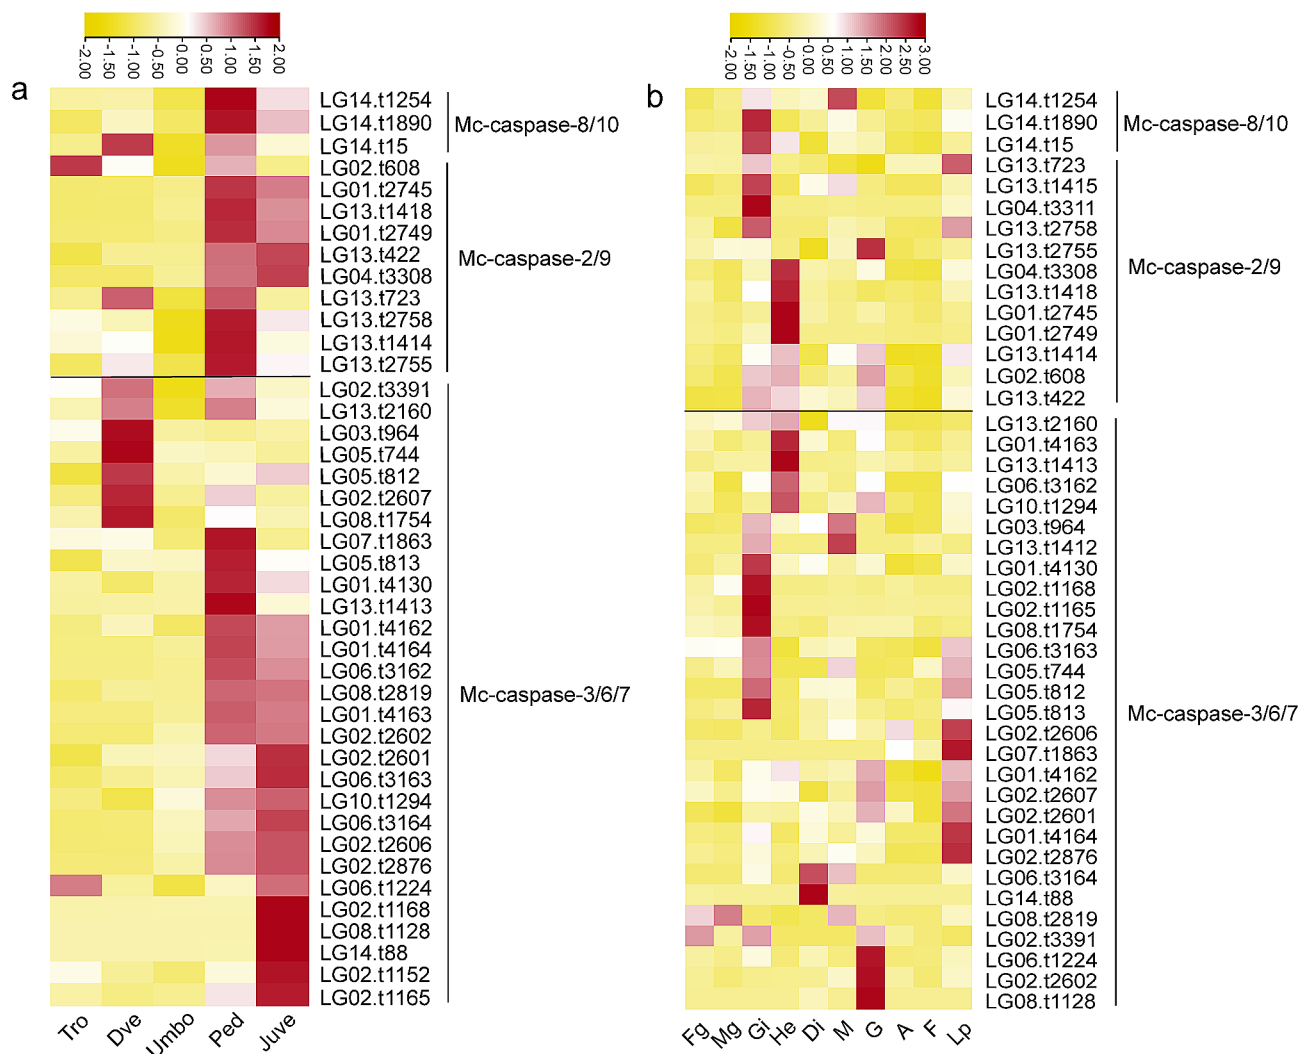 -2.00 -1.50 -1.00 -0.50 0.00 0.50 1.00 1.50 2.00
a
LG14.t1254
LG14.t1890
LG14.t15
LG02.t608
LG01.t2745
LG13.t1418
LG01.t2749
LG13.t422
LG04.t3308
LG13.t723
LG13.t2758
LG13.t1414
LG13.t2755
LG02.t3391
LG13.t2160
LG03.t964
LG05.t744
LG05.t812
LG02.t2607
LG08.t1754
LG07.t1863
LG05.t813
LG01.t4130
LG13.t1413
LG01.t4162
LG01.t4164
LG06.t3162
LG08.t2819
LG01.t4163
LG02.t2602
LG02.t2601
LG06.t3163
LG10.t1294
LG06.t3164
LG02.t2606
LG02.t2876
LG06.t1224
LG02.t1168
LG08.t1128
LG14.t88
LG02.t1152
LG02.t1165
Mc-caspase-8/10
Mc-caspase-2/9
Mc-caspase-3/6/7
Tro Dve Umbo Ped Juve
-2.00 -1.50 -1.00 -0.50 0.00 0.50 1.00 1.50 2.00 2.50 3.00
b
LG14.t1254
LG14.t1890
LG14.t15
LG13.t723
LG13.t1415
LG04.t3311
LG13.t2758
LG13.t2755
LG04.t3308
LG13.t1418
LG01.t2745
LG01.t2749
LG13.t1414
LG02.t608
LG13.t422
LG13.t2160
LG01.t4163
LG13.t1413
LG06.t3162
LG10.t1294
LG03.t964
LG13.t1412
LG01.t4130
LG02.t1168
LG02.t1165
LG08.t1754
LG06.t3163
LG05.t744
LG05.t812
LG05.t813
LG02.t2606
LG07.t1863
LG01.t4162
LG02.t2607
LG02.t2601
LG01.t4164
LG02.t2876
LG06.t3164
LG14.t88
LG08.t2819
LG02.t3391
LG06.t1224
LG02.t2602
LG08.t1128
Mc-caspase-8/10
Mc-caspase-2/9
Mc-caspase-3/6/7
Fg Mg Gi He Di M G A F Lp